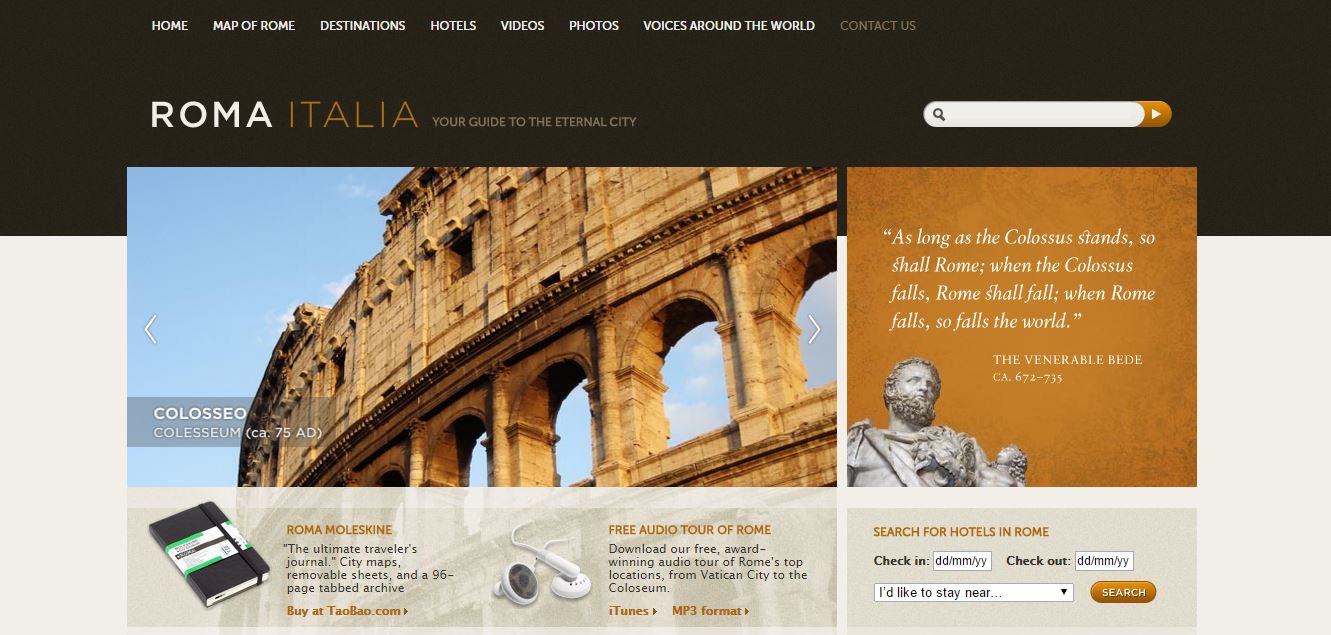 HOME MAP OF ROME DESTINATIONS HOTELS VIDEOS PHOTOS VOICES AROUND THE WORLD CONTACT US
ROMA ITALIA YOUR GUIDE TO THE ETERNAL CITY
COLOSSEO
COLESSEUM (ca. 75 AD)
“As long as the Colossus stands, so
shall Rome; when the Colossus
falls, Rome shall fall; when Rome
falls, so falls the world.”
THE VENERABLE BEDE
CA. 672–735
ROMA MOLESKINE
"The ultimate traveler's
journal." City maps,
removable sheets, and a 96-
page tabbed archive
Buy at TaoBao.com
FREE AUDIO TOUR OF ROME
Download our free, award-
winning audio tour of Rome's top
locations, from Vatican City to the
Coloseum.
iTunes MP3 format
SEARCH FOR HOTELS IN ROME
Check in: dd/mm/yy Check out: dd/mm/yy
I'd like to stay near... SEARCH